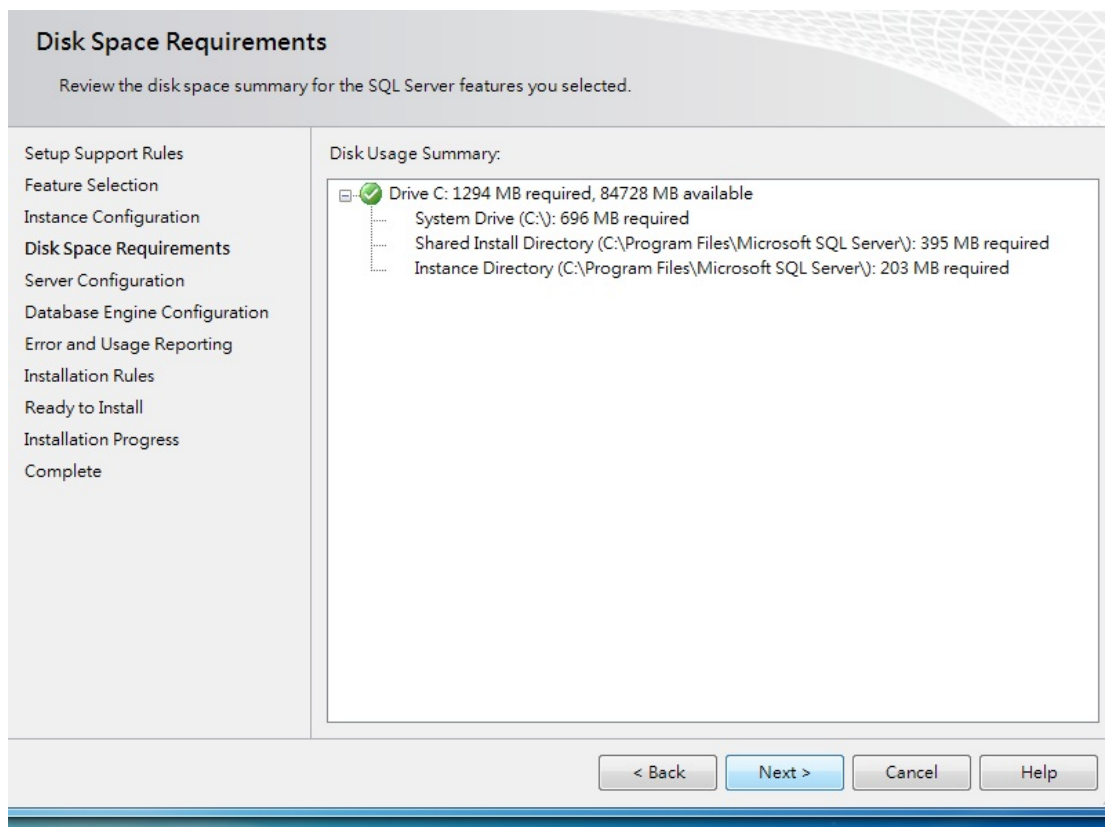 Disk Space Requirements
Review the disk space summary for the SQL Server features you selected.
Setup Support Rules
Feature Selection
Instance Configuration
Disk Space Requirements
Server Configuration
Database Engine Configuration
Error and Usage Reporting
Installation Rules
Ready to Install
Installation Progress
Complete
Disk Usage Summary:
Drive C: 1294 MB required, 84728 MB available
System Drive (C:\): 696 MB required
Shared Install Directory (C:\Program Files\Microsoft SQL Server\): 395 MB required
Instance Directory (C:\Program Files\Microsoft SQL Server\): 203 MB required
< Back
Next >
Cancel
Help